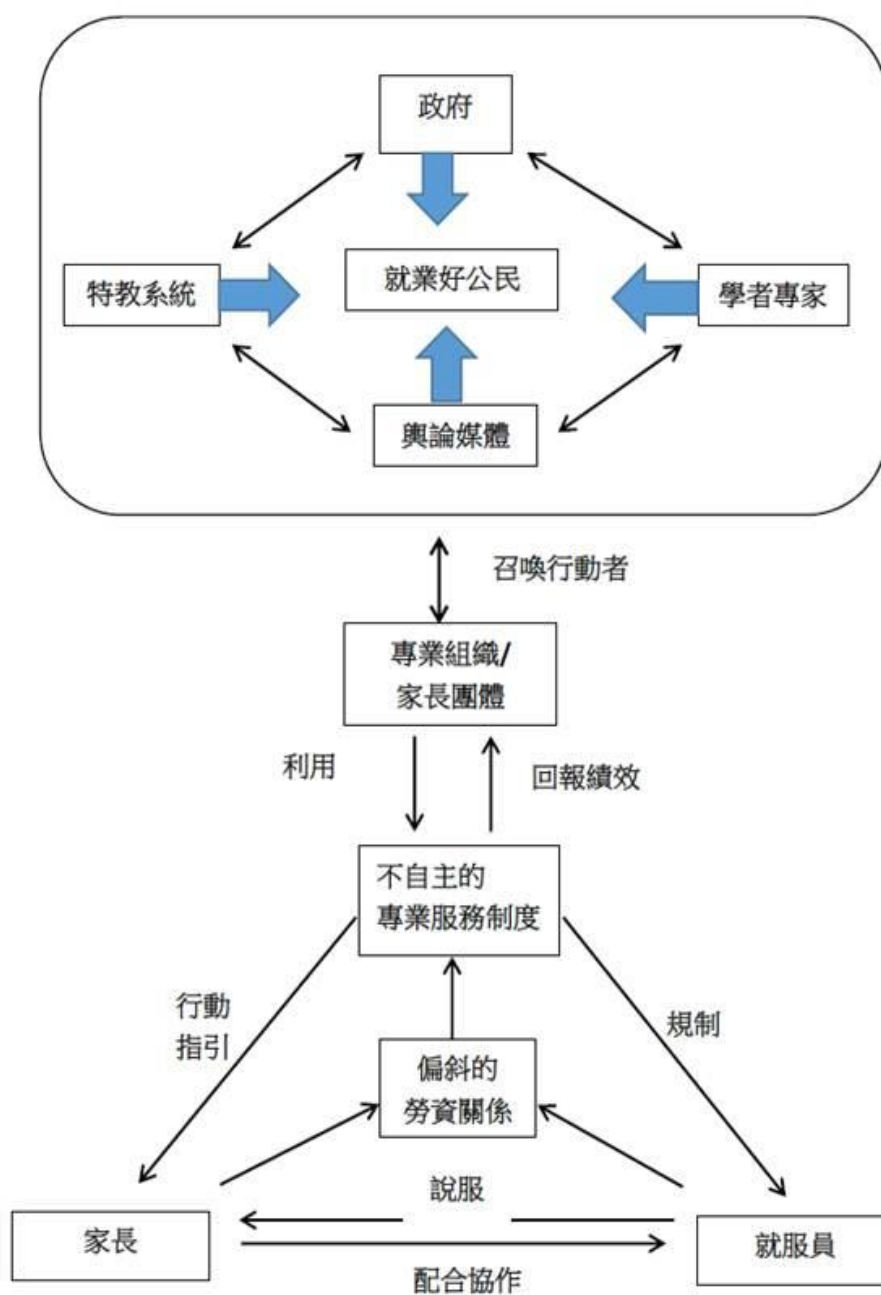 政府
特教系統
就業好公民
學者專家
輿論媒體
召喚行動者
專業組織/
家長團體
利用
回報績效
不自主的
專業服務制度
行動
指引
規制
偏斜的
勞資關係
說服
家長
就服員
配合協作